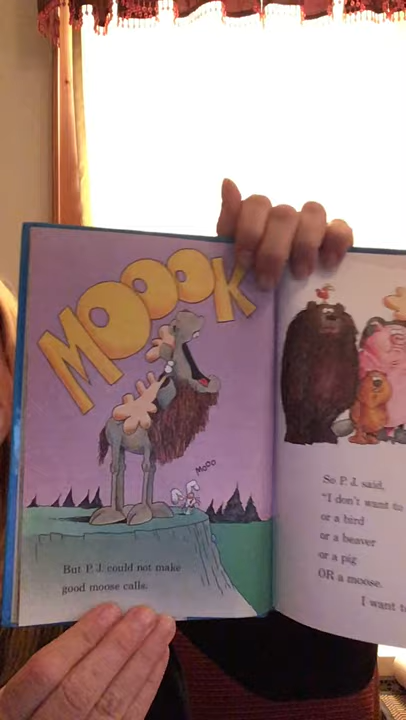 MOOOK
MOOO
But P. J. could not make
good moose calls.
So P. J. said,
"I don't want to
or a bird
or a beaver
or a pig
OR a moose.
I want to